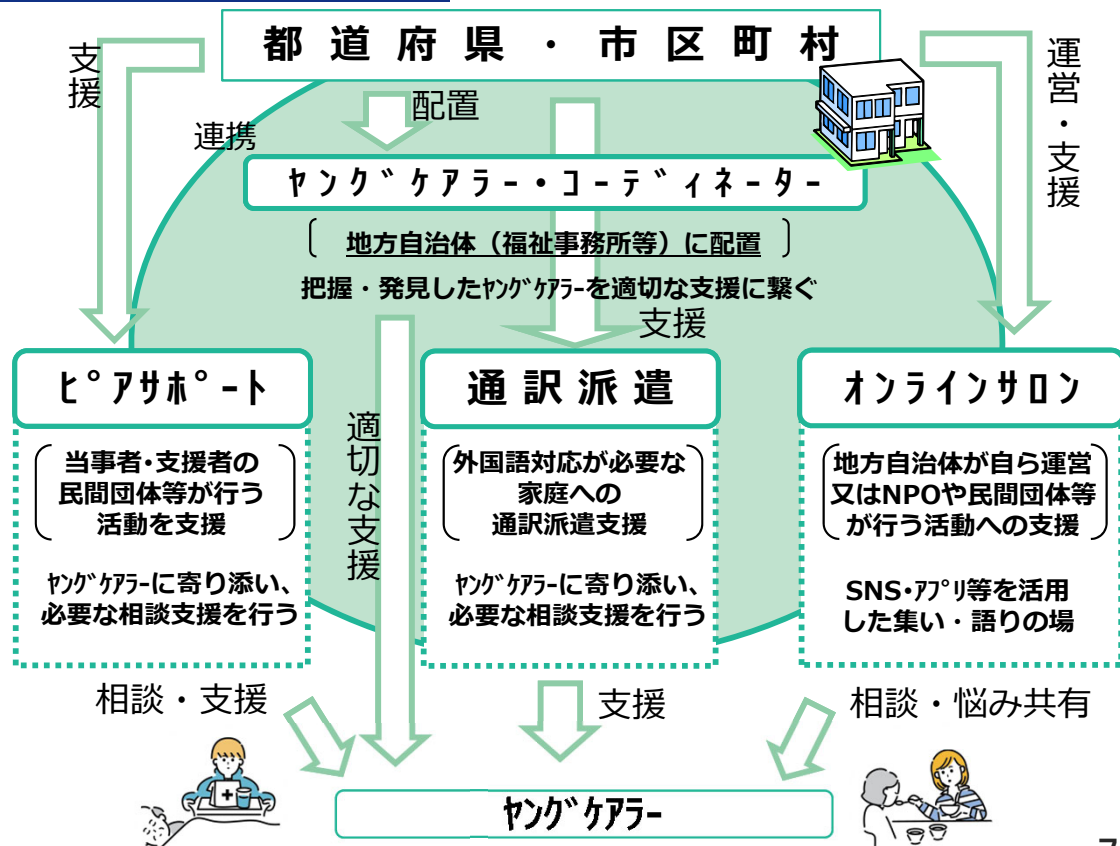 都道府県・市区町村
支援
配置
連携
運営・支援
ﾔﾝｸﾞｹｱﾗｰ・ｺｰﾃﾞｨﾈｰﾀｰ
地方自治体（福祉事務所等）に配置
把握・発見したﾔﾝｸﾞｹｱﾗｰを適切な支援に繋ぐ
支援
ﾋﾟｱｻﾎﾟｰﾄ
当事者・支援者の
民間団体等が行う
活動を支援
ﾔﾝｸﾞｹｱﾗｰに寄り添い、
必要な相談支援を行う
適切な支援
通訳派遣
外国語対応が必要な
家庭への
通訳派遣支援
ﾔﾝｸﾞｹｱﾗｰに寄り添い、
必要な相談支援を行う
オンラインサロン
地方自治体が自ら運営
又はNPOや民間団体等
が行う活動への支援
SNS・ｱﾌﾟﾘ等を活用
した集い・語りの場
相談・支援
支援
相談・悩み共有
ﾔﾝｸﾞｹｱﾗｰ